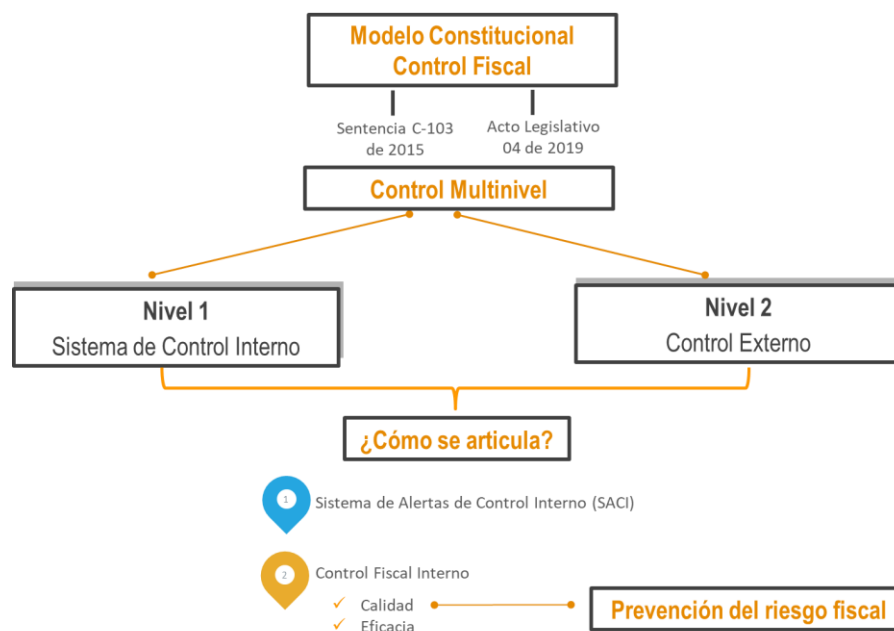 Modelo Constitucional
Control Fiscal
Sentencia C-103
de 2015
Acto Legislativo
04 de 2019
Control Multinivel
Nivel 1
Sistema de Control Interno
Nivel 2
Control Externo
¿Cómo se articula?
1
Sistema de Alertas de Control Interno (SACI)
2
Control Fiscal Interno
✓ Calidad
✓ Eficacia
Prevención del riesgo fiscal